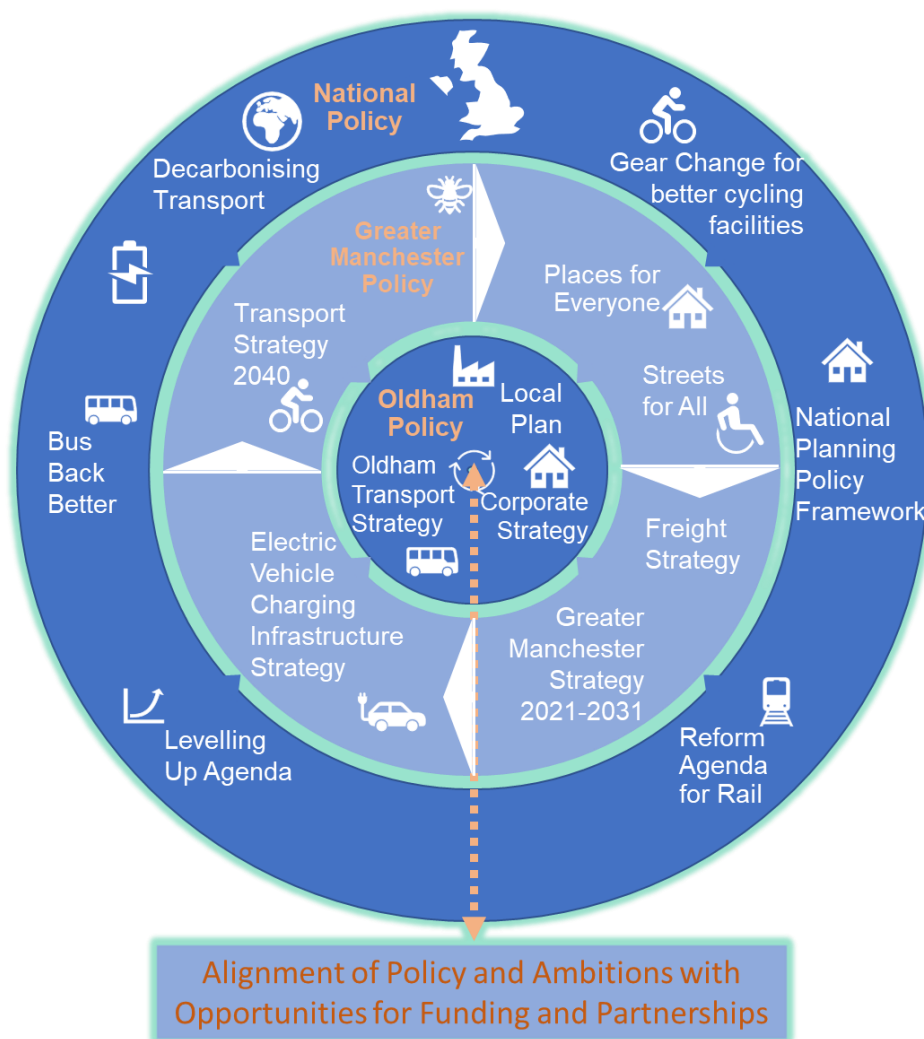 National
Policy
Decarbonising
Transport
Gear Change for
better cycling
facilities
National
Planning
Policy
Framework
Reform
Agenda
for Rail
Levelling
Up Agenda
Bus
Back
Better
Greater
Manchester
Policy
Places for
Everyone
Streets
for All
Freight
Strategy
Greater
Manchester
Strategy
2021-2031
Electric
Vehicle
Charging
Infrastructure
Strategy
Transport
Strategy
2040
Oldham
Policy
Local
Plan
Corporate
Strategy
Oldham
Transport
Strategy
Alignment of Policy and Ambitions with
Opportunities for Funding and Partnerships